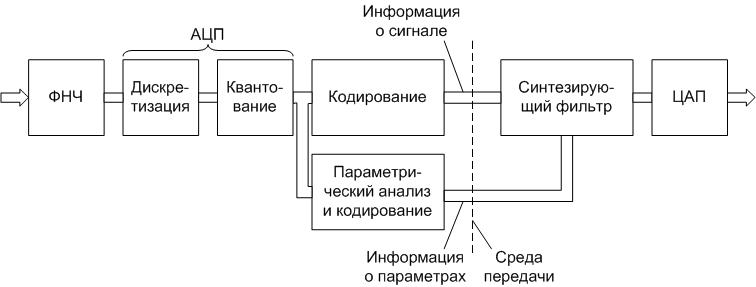 АЦП
Информация
о сигнале
ФНЧ
Дискре-
тизация
Кванто-
вание
Кодирование
Синтезирую-
щий фильтр
ЦАП
Параметри-
ческий анализ
и кодирование
Информация
о параметрах
Среда
передачи